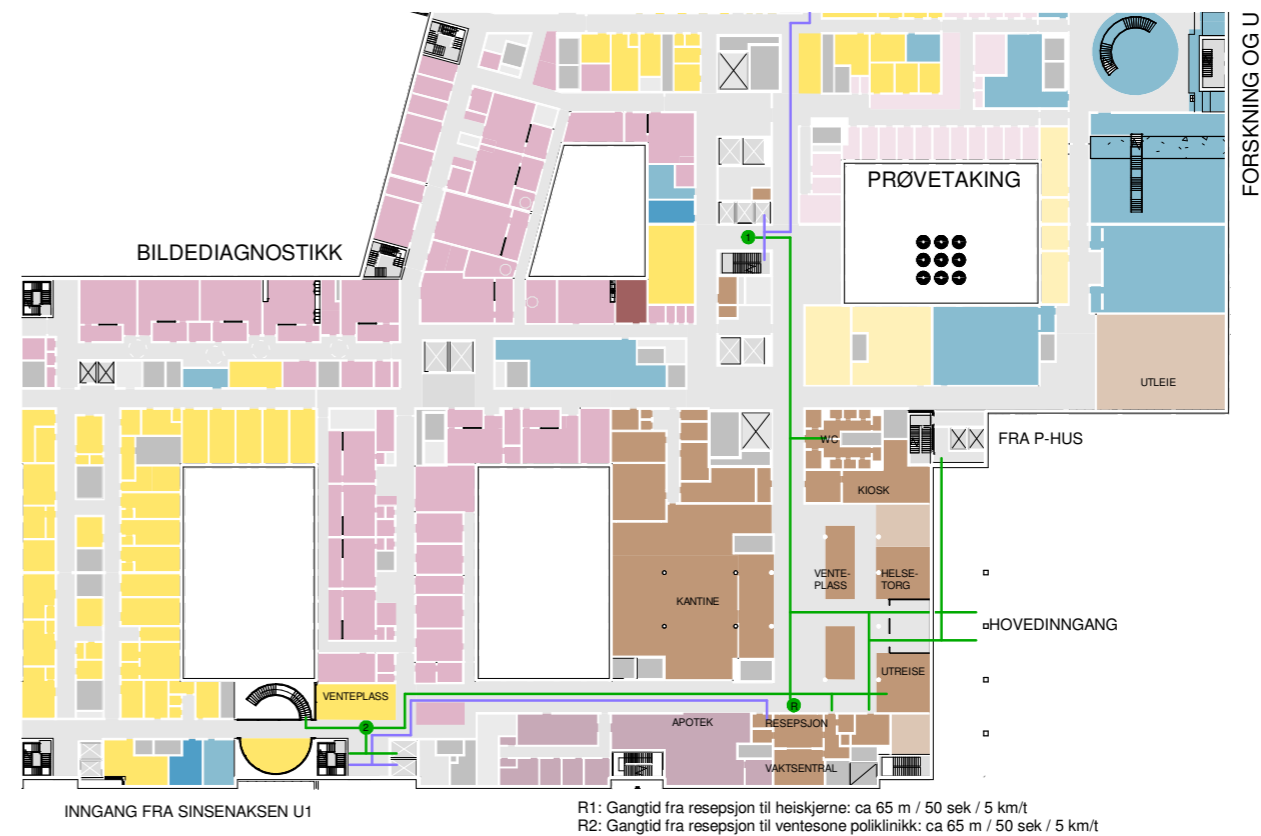 FORSKNING OG U
PRØVETAKING
1
BILDEDIAGNOSTIKK
UTLEIE
WC
FRA P-HUS
KIOSK
VENTE-
PLASS
HELSE-
TORG
KANTINE
HOVEDINNGANG
UTREISE
VENTEPLASS
R
2
APOTEK
RESEPSJON
VAKTSENTRAL
INNGANG FRA SINSENAKSEN U1
R1: Gangtid fra resepsjon til heiskjerne: ca 65 m / 50 sek / 5 km/t
R2: Gangtid fra resepsjon til ventesone poliklinikk: ca 65 m / 50 sek / 5 km/t